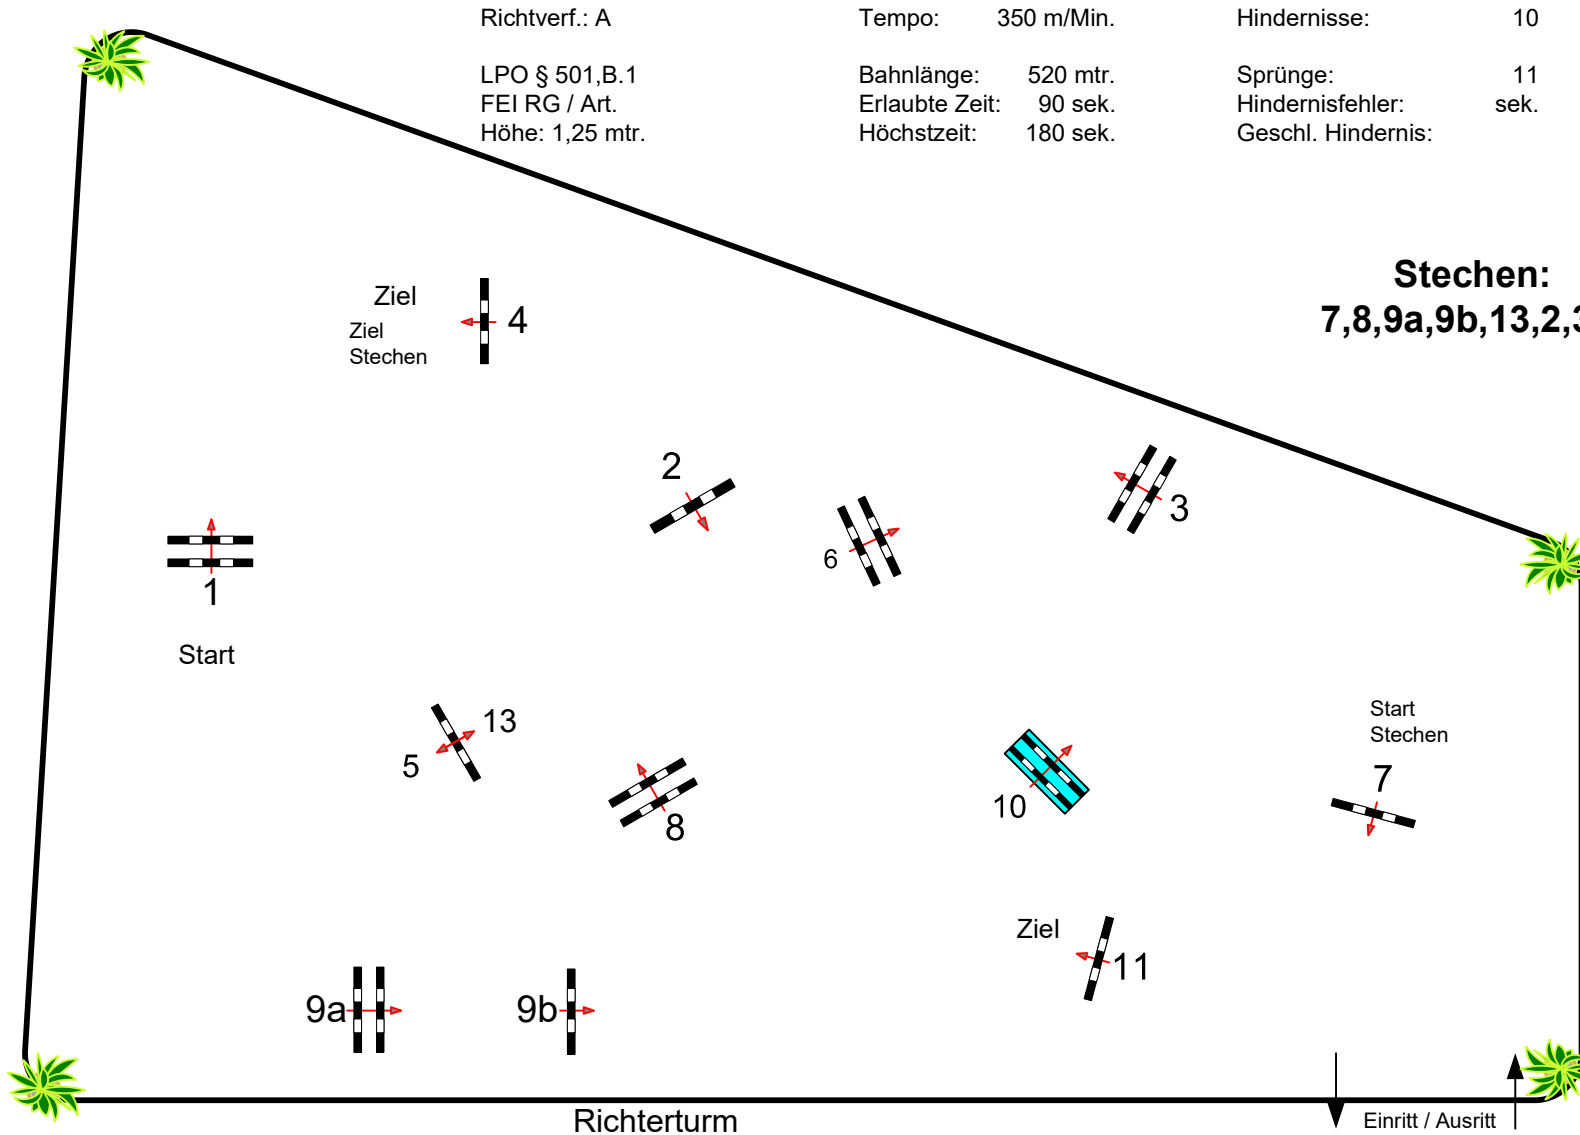 Richtverf.: A
Tempo: 350 m/Min.
Hindernisse: 10
LPO § 501,B.1
Bahnlänge: 520 mtr.
Sprünge: 11
FEI RG / Art.
Erlaubte Zeit: 90 sek.
Hindernisfehler: sek.
Höhe: 1,25 mtr.
Höchstzeit: 180 sek.
Geschl. Hindernis:
Stechen:
7,8,9a,9b,13,2,3
Ziel
4
Ziel
Stechen
2
3
6
1
Start
13
5
Start
Stechen
7
10
8
Ziel
11
9a
9b
Richterturm
Einritt / Ausritt